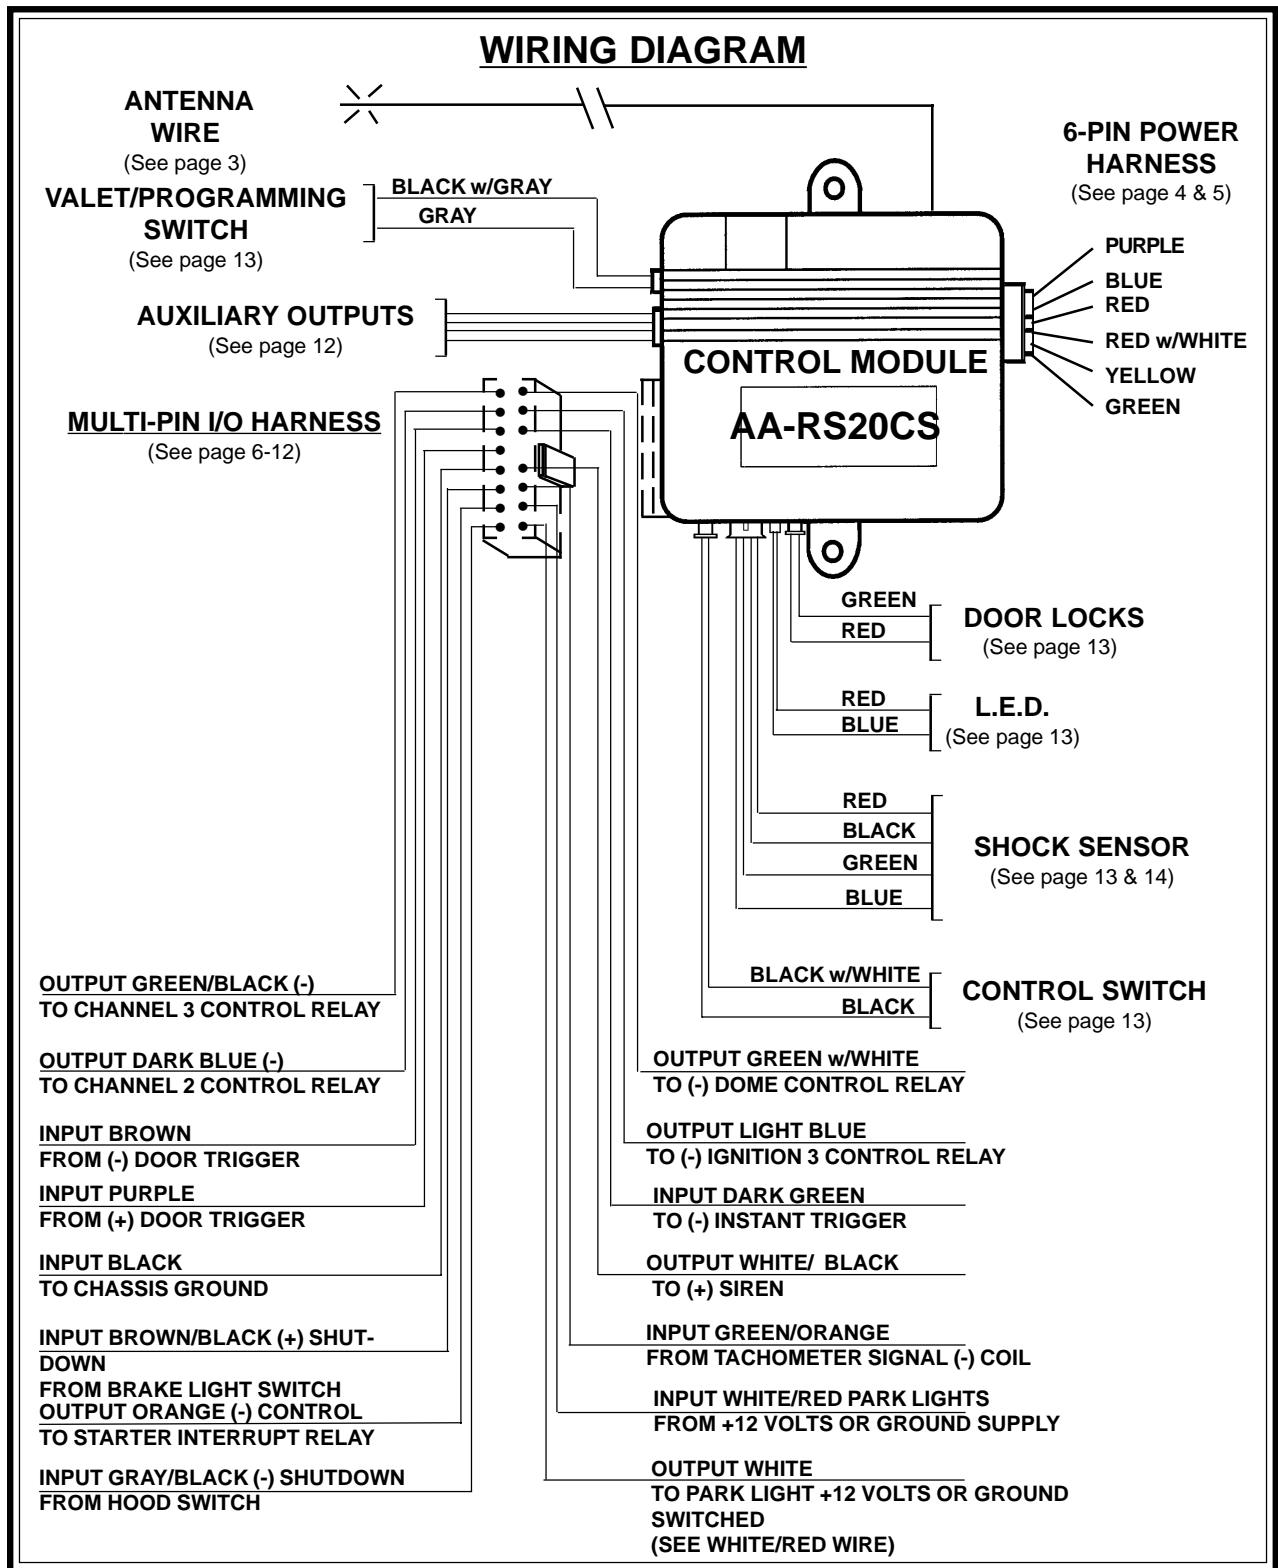 WIRING DIAGRAM
ANTENNA
WIRE
(See page 3)
6-PIN POWER
HARNESS
(See page 4 & 5)
VALET/PROGRAMMING
SWITCH
(See page 13)
BLACK w/GRAY
GRAY
PURPLE
BLUE
RED
RED w/WHITE
YELLOW
GREEN
AUXILIARY OUTPUTS
(See page 12)
CONTROL MODULE
AA-RS20CS
MULTI-PIN I/O HARNESS
(See page 6-12)
GREEN
RED
DOOR LOCKS
(See page 13)
RED
BLUE
L.E.D.
(See page 13)
RED
BLACK
GREEN
BLUE
SHOCK SENSOR
(See page 13 & 14)
BLACK w/WHITE
BLACK
CONTROL SWITCH
(See page 13)
OUTPUT GREEN/BLACK (-)
TO CHANNEL 3 CONTROL RELAY
OUTPUT DARK BLUE (-)
TO CHANNEL 2 CONTROL RELAY
INPUT BROWN
FROM (-) DOOR TRIGGER
INPUT PURPLE
FROM (+) DOOR TRIGGER
INPUT BLACK
TO CHASSIS GROUND
INPUT BROWN/BLACK (+) SHUT-
DOWN
FROM BRAKE LIGHT SWITCH
OUTPUT ORANGE (-) CONTROL
TO STARTER INTERRUPT RELAY
INPUT GRAY/BLACK (-) SHUTDOWN
FROM HOOD SWITCH
OUTPUT GREEN w/WHITE
TO (-) DOME CONTROL RELAY
OUTPUT LIGHT BLUE
TO (-) IGNITION 3 CONTROL RELAY
INPUT DARK GREEN
TO (-) INSTANT TRIGGER
OUTPUT WHITE/ BLACK
TO (+) SIREN
INPUT GREEN/ORANGE
FROM TACHOMETER SIGNAL (-) COIL
INPUT WHITE/RED PARK LIGHTS
FROM +12 VOLTS OR GROUND SUPPLY
OUTPUT WHITE
TO PARK LIGHT +12 VOLTS OR GROUND
SWITCHED
(SEE WHITE/RED WIRE)